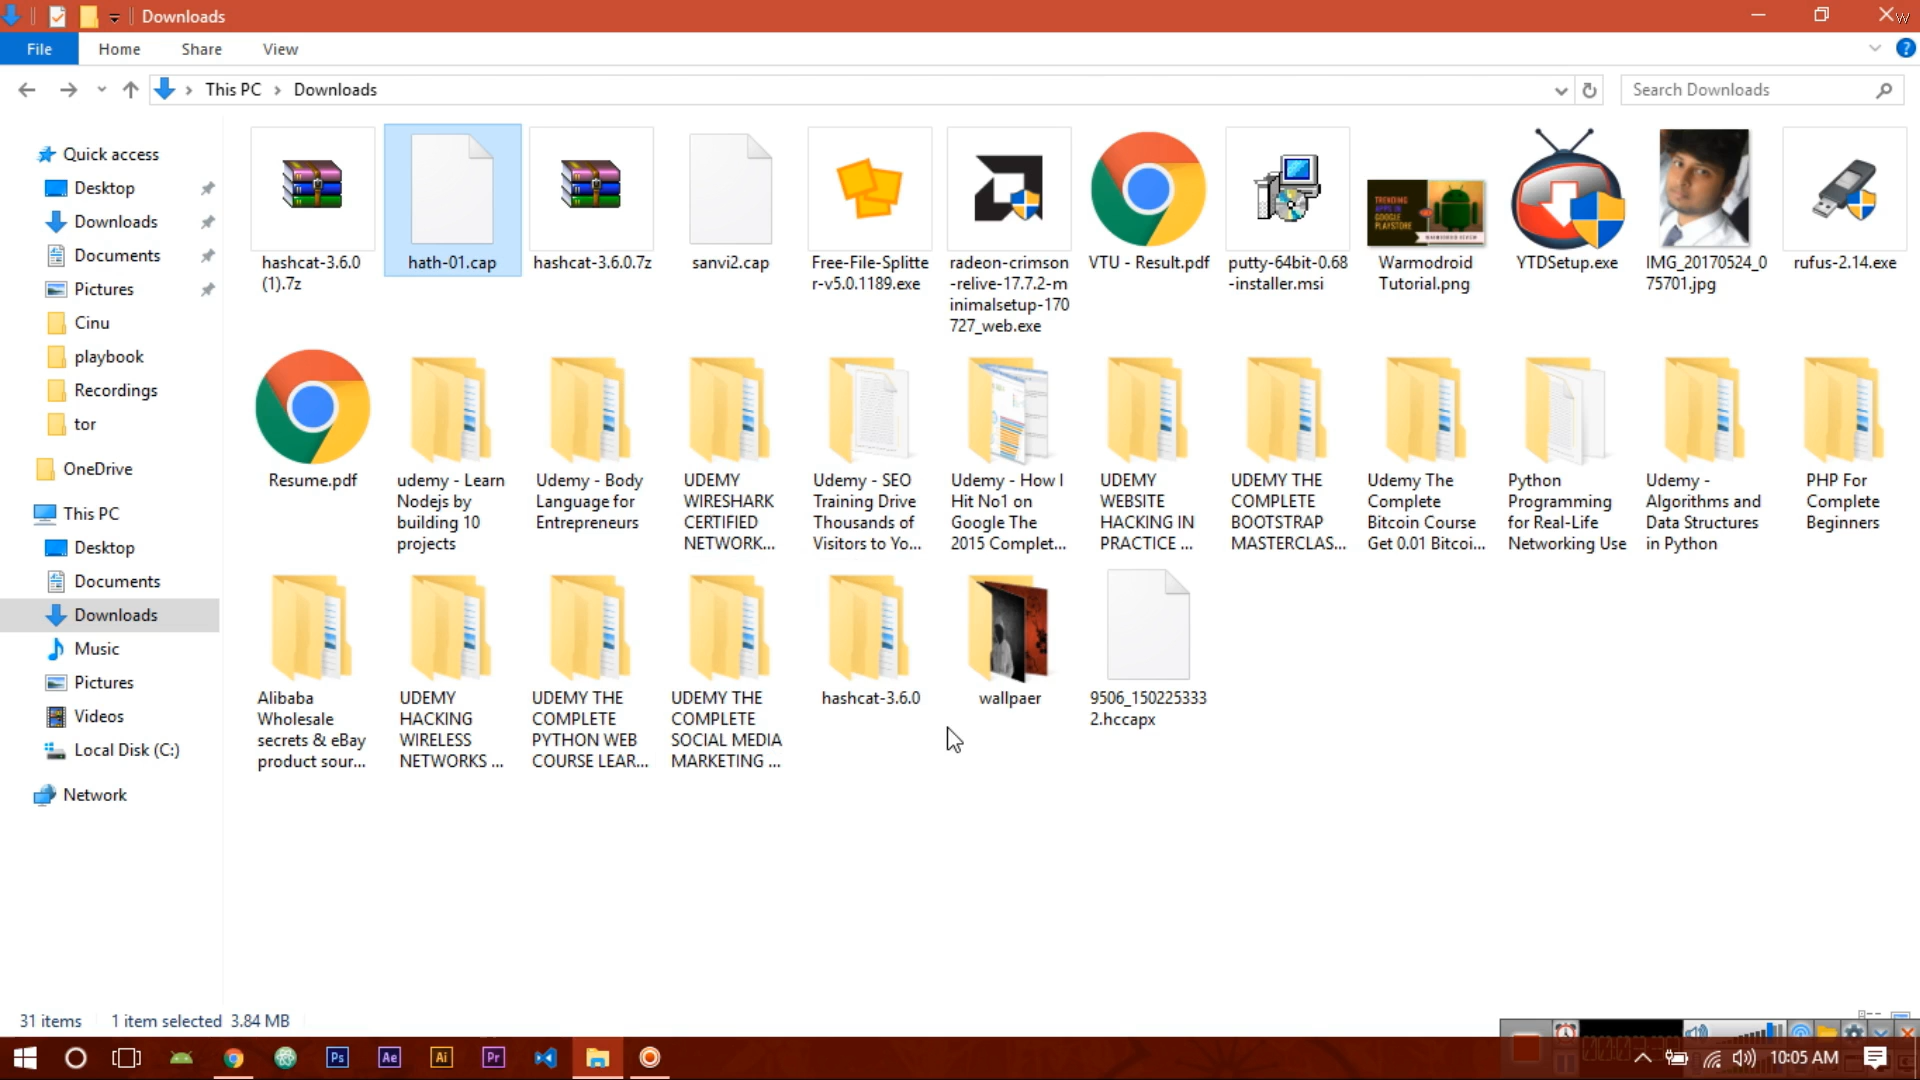 Downloads
W
File Home Share View
This PC Downloads
Search Downloads
Quick access
Desktop
Downloads
Documents
Pictures
Cinu
playbook
Recordings
tor
OneDrive
This PC
Desktop
Documents
Downloads
Music
Pictures
Videos
Local Disk (C:)
Network
hashcat-3.6.0
(1).7z
hath-01.cap
hashcat-3.6.0.7z
sanvi2.cap
Free-File-Splitte
r-v5.0.1189.exe
radeon-crimson
-relive-17.7.2-m
inimalsetup-170
727_web.exe
VTU - Result.pdf
putty-64bit-0.68
-installer.msi
TRENDING
APPS IN
GOOGLE
PLAYSTORE
Warmodroid
Tutorial.png
YTDSetup.exe
IMG_20170524_0
75701.jpg
rufus-2.14.exe
Resume.pdf
udemy - Learn
Nodejs by
building 10
projects
Udemy - Body
Language for
Entrepreneurs
UDEMY
WIRESHARK
CERTIFIED
NETWORK...
Udemy - SEO
Training Drive
Thousands of
Visitors to Yo...
Udemy - How I
Hit No1 on
Google The
2015 Complet...
UDEMY
WEBSITE
HACKING IN
PRACTICE ...
UDEMY THE
COMPLETE
BOOTSTRAP
MASTERCLAS...
Udemy The
Complete
Bitcoin Course
Get 0.01 Bitcoi...
Python
Programming
for Real-Life
Networking Use
Udemy -
Algorithms and
Data Structures
in Python
PHP For
Complete
Beginners
Alibaba
Wholesale
secrets & eBay
product sour...
UDEMY
HACKING
WIRELESS
NETWORKS ...
UDEMY THE
COMPLETE
PYTHON WEB
COURSE LEAR...
UDEMY THE
COMPLETE
SOCIAL MEDIA
MARKETING ...
hashcat-3.6.0
wallpaer
9506_150225333
2.hccapx
31 items 1 item selected 3.84 MB
Ps Ae Ai Pr
10:05 AM